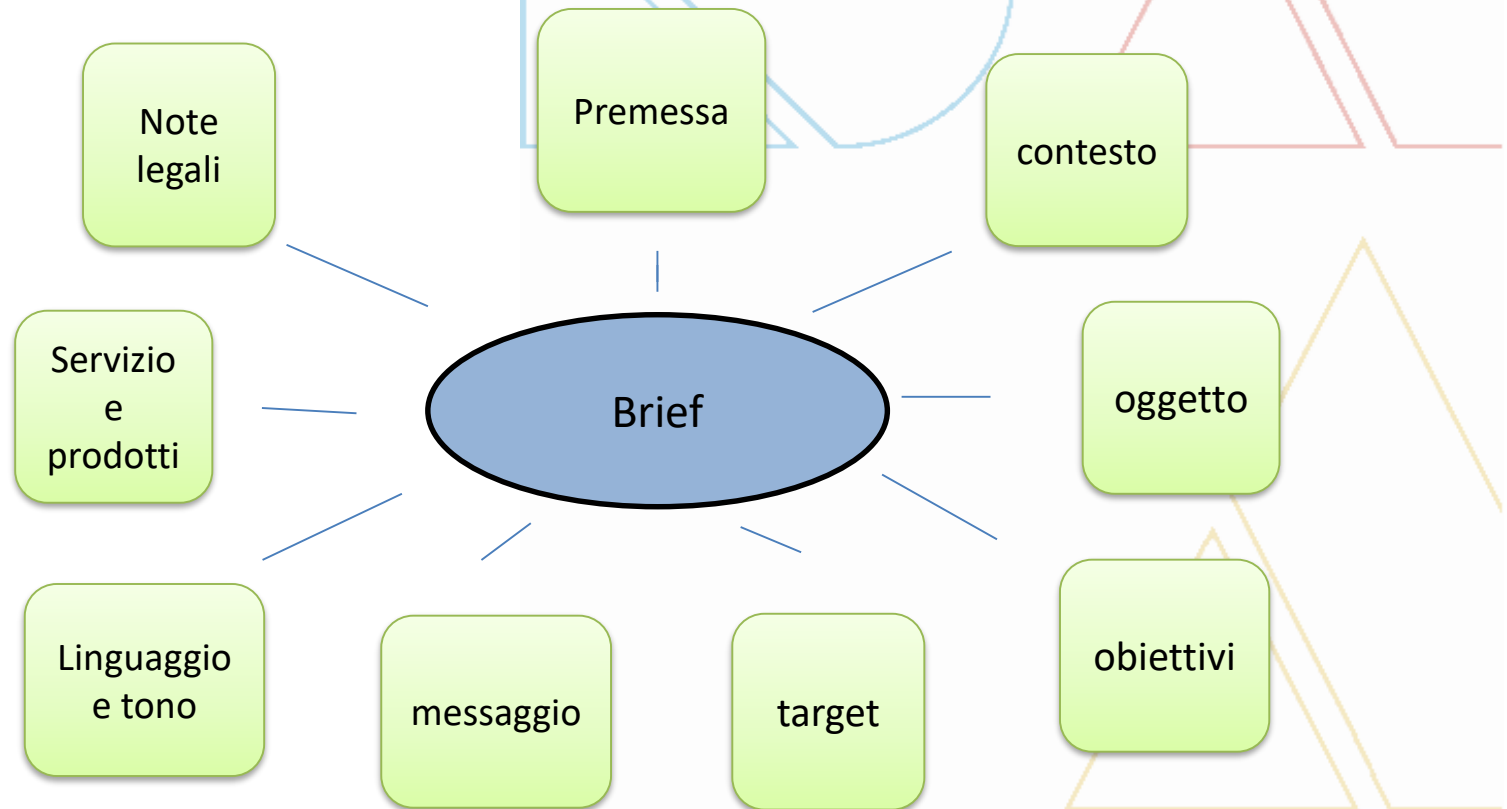 Premessa
Note
legali
contesto
Servizio
e
prodotti
Brief
oggetto
Linguaggio
e tono
messaggio
target
obiettivi